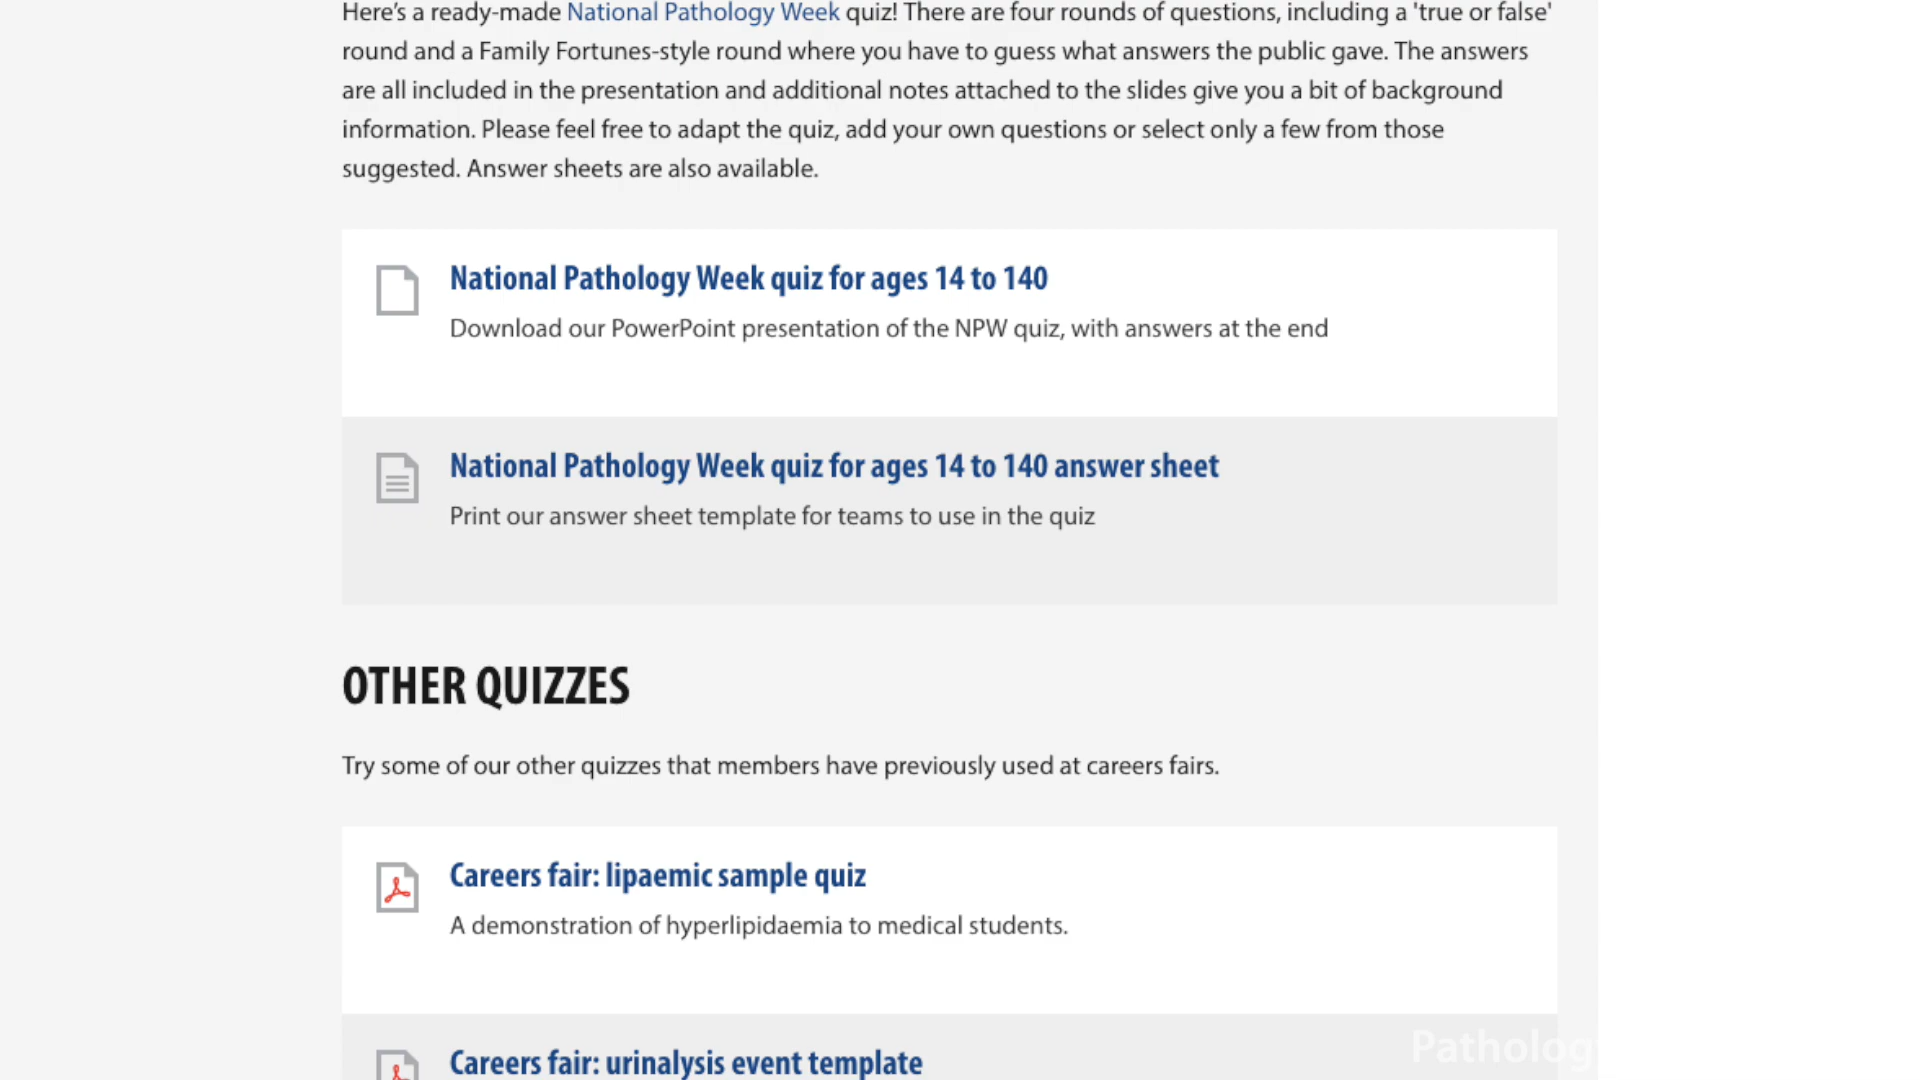 Here's a ready-made National Pathology Week quiz! There are four rounds of questions, including a 'true or false'
round and a Family Fortunes-style round where you have to guess what answers the public gave. The answers
are all included in the presentation and additional notes attached to the slides give you a bit of background
information. Please feel free to adapt the quiz, add your own questions or select only a few from those
suggested. Answer sheets are also available.
National Pathology Week quiz for ages 14 to 140
Download our PowerPoint presentation of the NPW quiz, with answers at the end
National Pathology Week quiz for ages 14 to 140 answer sheet
Print our answer sheet template for teams to use in the quiz
OTHER QUIZZES
Try some of our other quizzes that members have previously used at careers fairs.
Careers fair: lipaemic sample quiz
A demonstration of hyperlipidaemia to medical students.
Careers fair: urinalysis event template